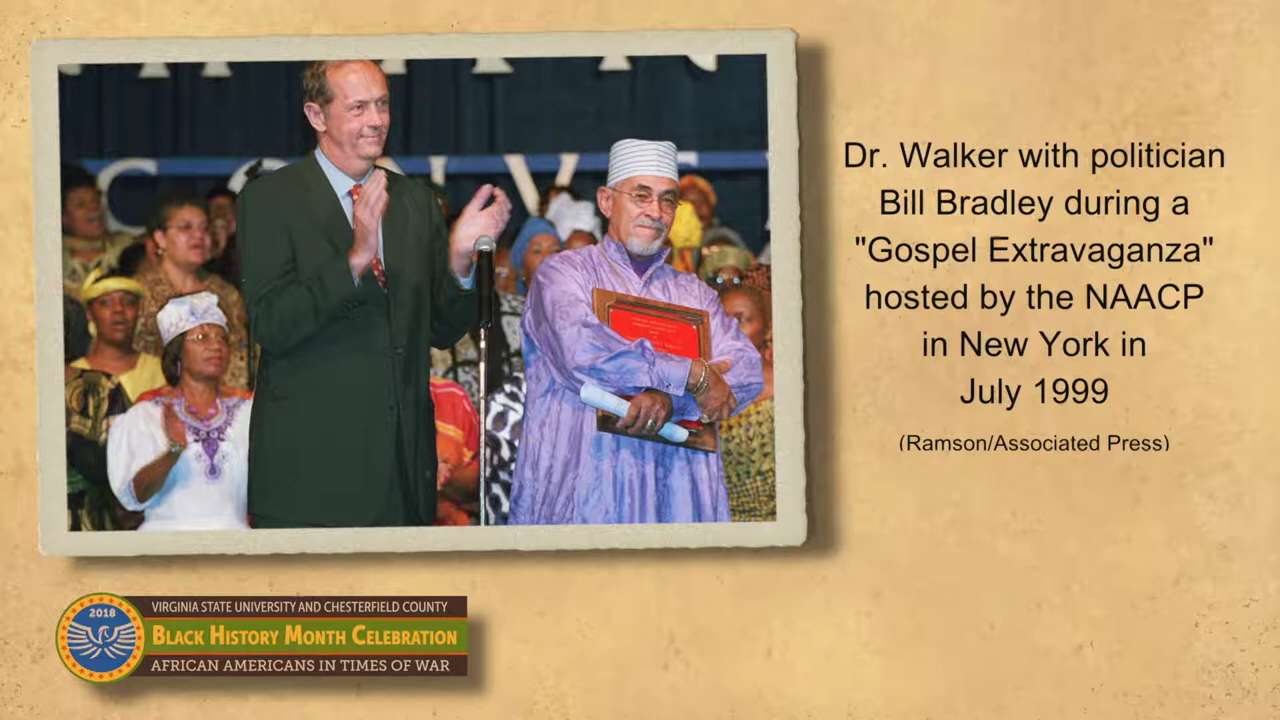 CONV
Dr. Walker with politician
Bill Bradley during a
"Gospel Extravaganza"
hosted by the NAACP
in New York in
July 1999
(Ramson/Associated Press)
2018
VIRGINIA STATE UNIVERSITY AND CHESTERFIELD COUNTY
BLACK HISTORY MONTH CELEBRATION
AFRICAN AMERICANS IN TIMES OF WAR